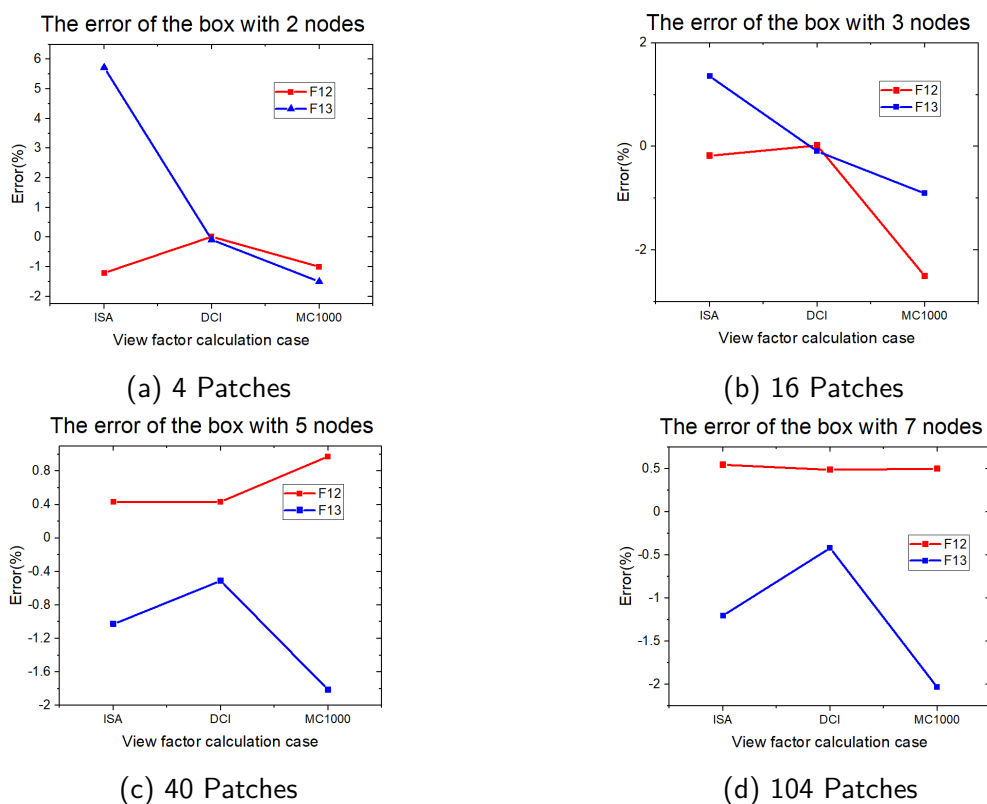 The error of the box with 2 nodes
6
5
4
3
2
1
0
-1
-2
Error(%)
F12
F13
ISA DCI MC1000
View factor calculation case
(a) 4 Patches
The error of the box with 3 nodes
2
0
-2
Error(%)
F12
F13
ISA DCI MC1000
View factor calculation case
(b) 16 Patches
The error of the box with 5 nodes
0.8
0.4
0
-0.4
-0.8
-1.2
-1.6
-2
Error(%)
F12
F13
ISA DCI MC1000
View factor calculation case
(c) 40 Patches
The error of the box with 7 nodes
0.5
0
-0.5
-1
-1.5
-2
Error(%)
F12
F13
ISA DCI MC1000
View factor calculation case
(d) 104 Patches